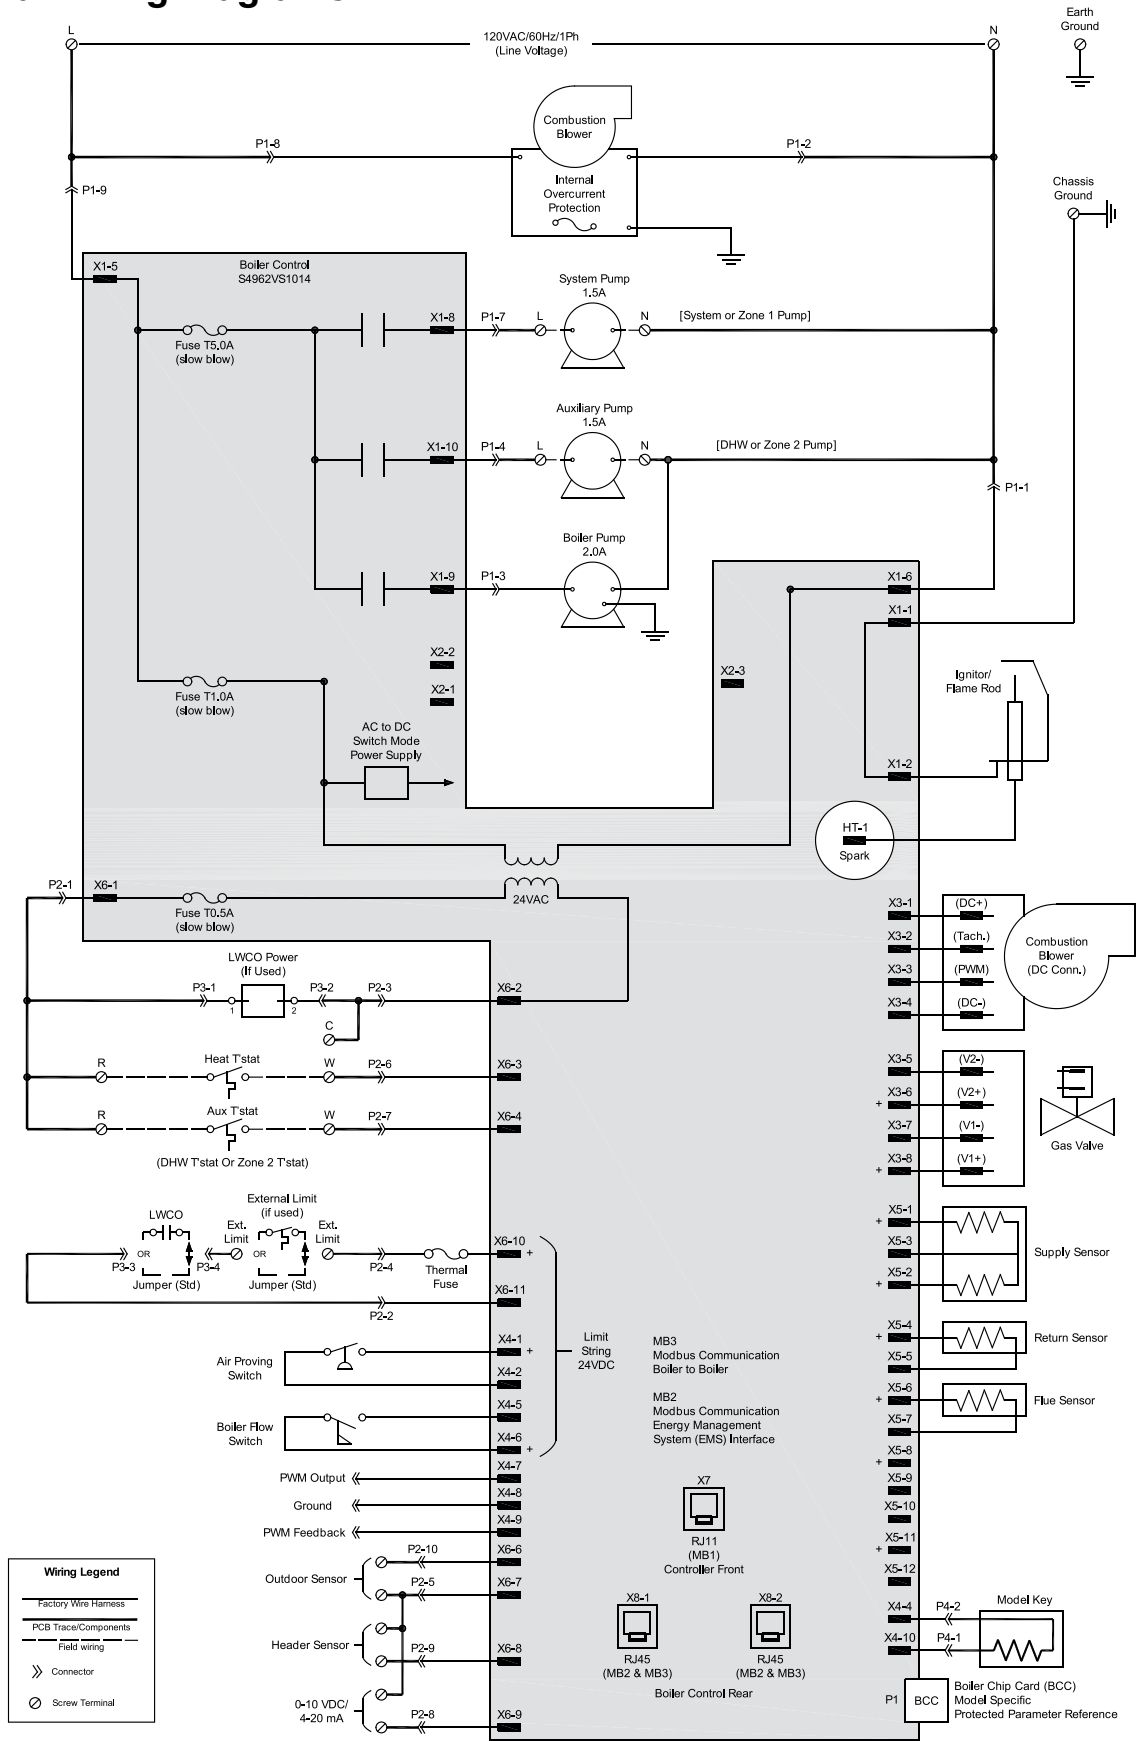 L
120VAC/60Hz/1Ph
(Line Voltage)
N
Earth
Ground
Combustion
Blower
P1-8
P1-2
Internal
Overcurrent
Protection
P1-9
Chassis
Ground
X1-5
Boiler Control
S4962VS1014
System Pump
1.5A
X1-8
P1-7
L
N
[System or Zone 1 Pump]
Fuse T5.0A
(slow blow)
Auxiliary Pump
1.5A
X1-10
P1-4
L
N
[DHW or Zone 2 Pump]
P1-1
Boiler Pump
2.0A
X1-9
P1-3
X1-6
X1-1
X2-2
X2-1
X2-3
Fuse T1.0A
(slow blow)
Ignitor/
Flame Rod
AC to DC
Switch Mode
Power Supply
X1-2
HT-1
Spark
P2-1
X6-1
Fuse T0.5A
(slow blow)
24VAC
X3-1
(DC+)
X3-2
(Tach.)
X3-3
(PWM)
X3-4
(DC-)
Combustion
Blower
(DC Conn.)
LWCO Power
(If Used)
P3-1
1
2
P3-2
P2-3
X6-2
C
R
Heat T'stat
W
P2-6
X6-3
R
Aux T'stat
W
P2-7
X6-4
(DHW T'stat Or Zone 2 T'stat)
X3-5
(V2-)
+
X3-6
(V2+)
X3-7
(V1-)
+
X3-8
(V1+)
Gas Valve
LWCO
External Limit
(if used)
Ext.
Limit
Ext.
Limit
OR
OR
P3-3
Jumper (Std)
P3-4
Jumper (Std)
P2-4
Thermal
Fuse
X6-10
+
X6-11
P2-2
X5-1
+
X5-3
X5-2
+
Supply Sensor
Air Proving
Switch
X4-1
+
X4-2
Limit
String
24VDC
MB3
Modbus Communication
Boiler to Boiler
X5-4
+
X5-5
Return Sensor
Boiler Flow
Switch
X4-5
X4-6
+
MB2
Modbus Communication
Energy Management
System (EMS) Interface
X5-6
+
X5-7
Flue Sensor
PWM Output
X4-7
Ground
X4-8
PWM Feedback
X4-9
X5-8
+
X5-9
X5-10
X5-11
+
X5-12
X7
RJ11
(MB1)
Controller Front
Outdoor Sensor
P2-10
X6-6
P2-5
X6-7
Header Sensor
P2-9
X6-8
0-10 VDC/
4-20 mA
P2-8
X6-9
X8-1
RJ45
(MB2 & MB3)
X8-2
RJ45
(MB2 & MB3)
Boiler Control Rear
X4-4
P4-2
Model Key
X4-10
P4-1
P1
BCC
Boiler Chip Card (BCC)
Model Specific
Protected Parameter Reference
Wiring Legend
Factory Wire Harness
PCB Trace/Components
Field wiring
Connector
Screw Terminal